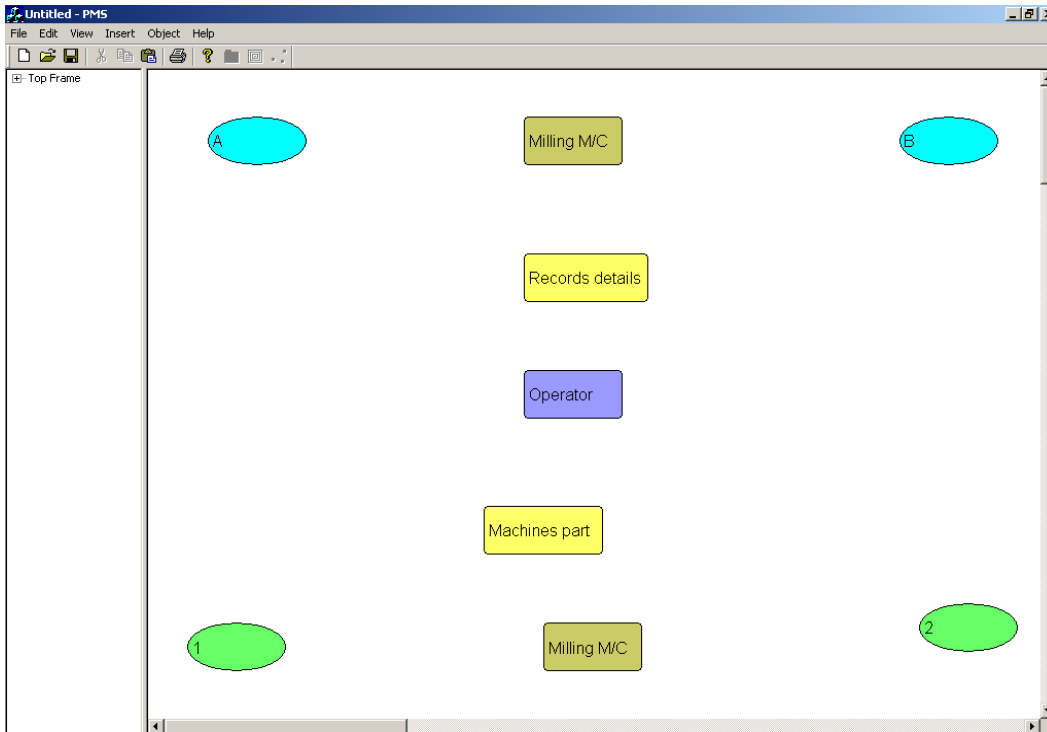 Untitled - PMS
File Edit View Insert Object Help
Top Frame
A
Milling M/C
B
Records details
Operator
Machines part
1
Milling M/C
2